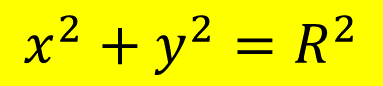 x² + y² = R²